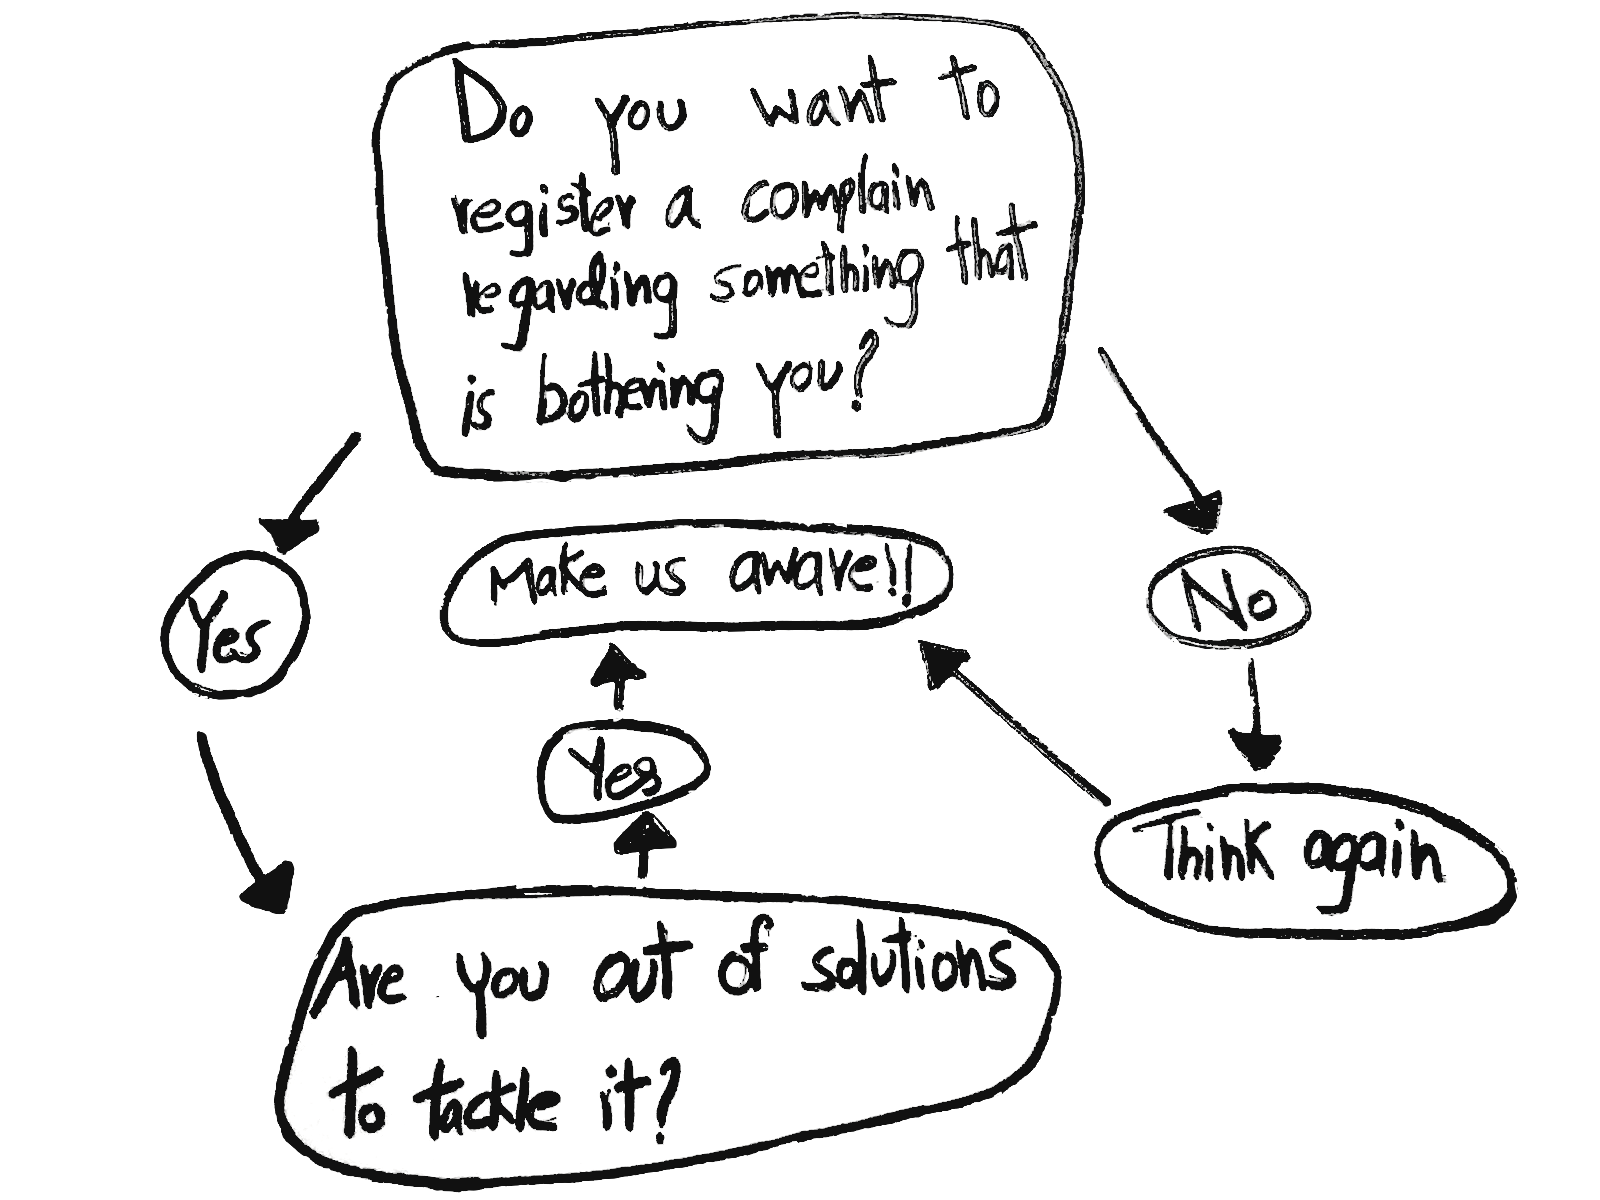 Do you want to
register a complain
regarding something that
is bothering you?
Make us aware!!
Yes
No
Yes
Think again
Are you out of solutions
to tackle it?